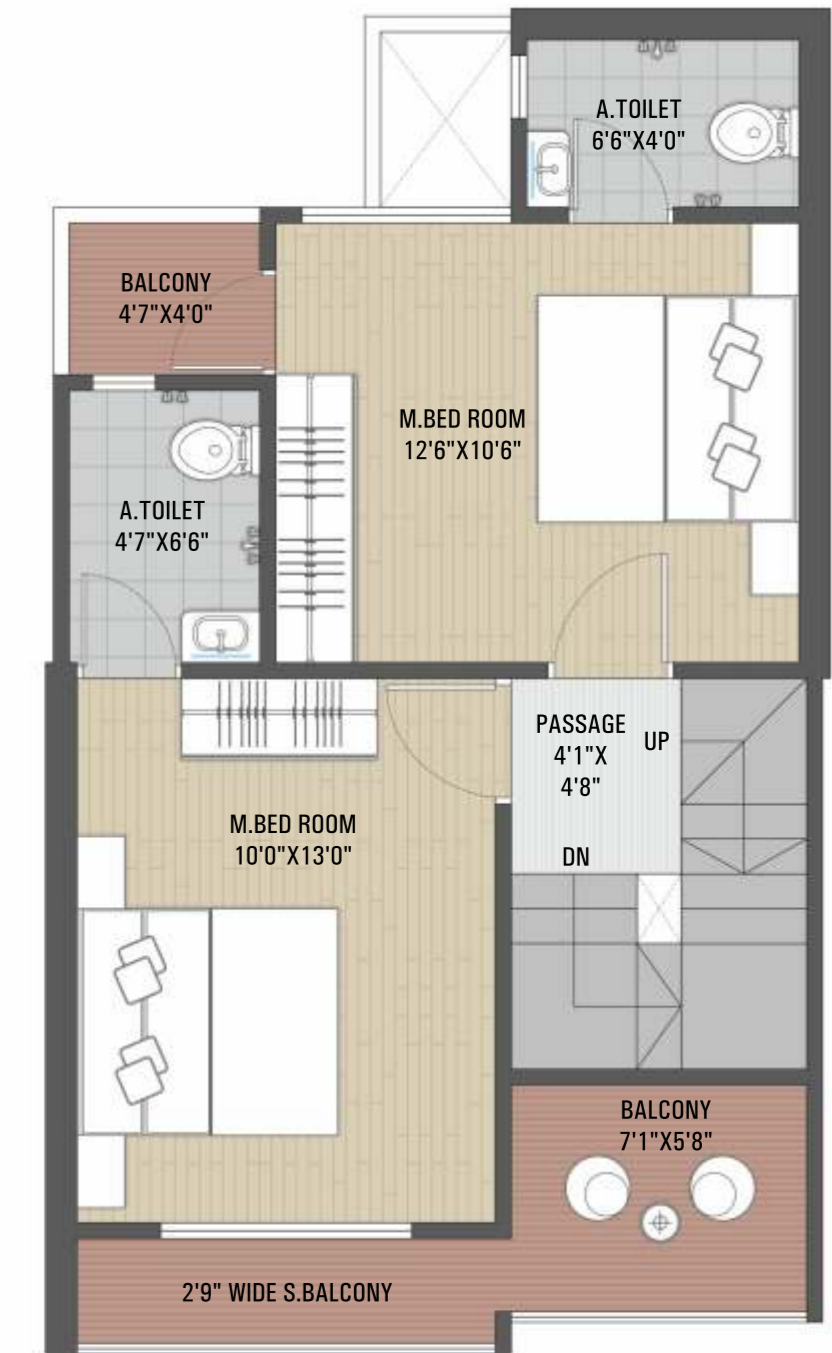 A.TOILET
6'6"X4'0"
BALCONY
4'7"X4'0"
M.BED ROOM
12'6"X10'6"
A.TOILET
4'7"X6'6"
PASSAGE
4'1"X
4'8"
UP
DN
M.BED ROOM
10'0"X13'0"
BALCONY
7'1"X5'8"
2'9" WIDE S.BALCONY